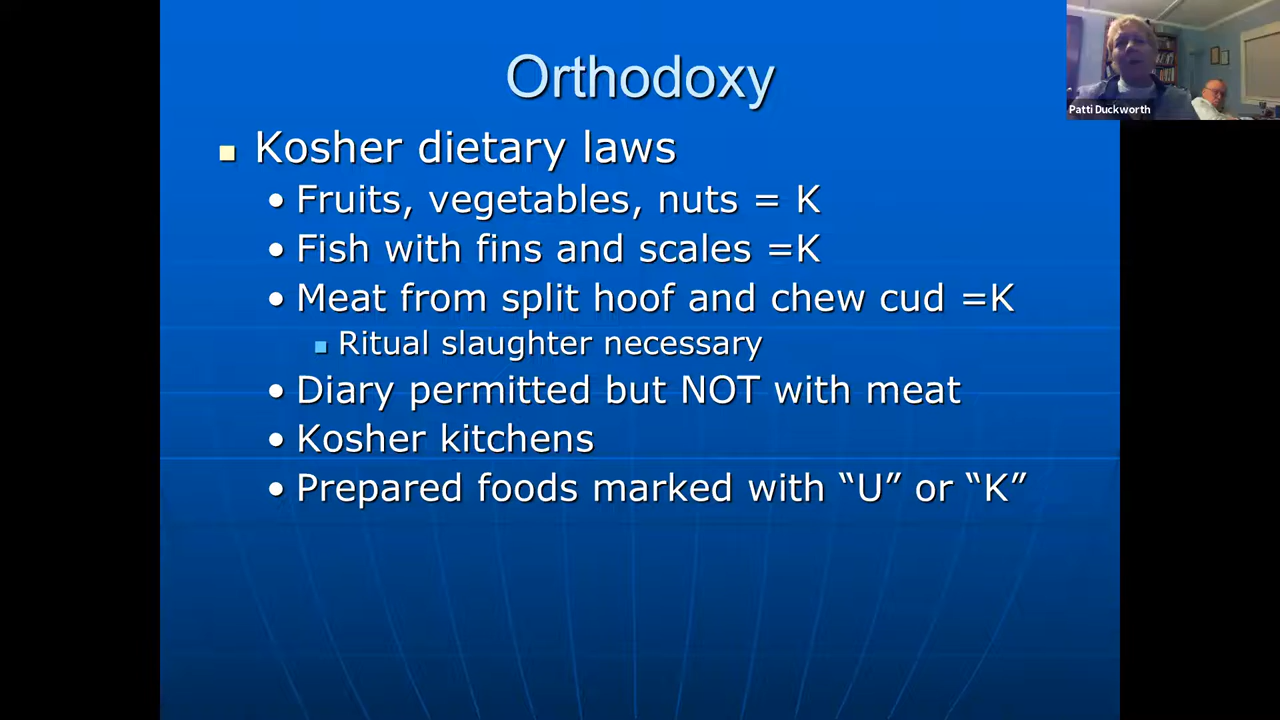 Orthodoxy
Kosher dietary laws
Fruits, vegetables, nuts = K
Fish with fins and scales =K
Meat from split hoof and chew cud =K
Ritual slaughter necessary
Diary permitted but NOT with meat
Kosher kitchens
Prepared foods marked with “U” or “K”
Patti Duckworth